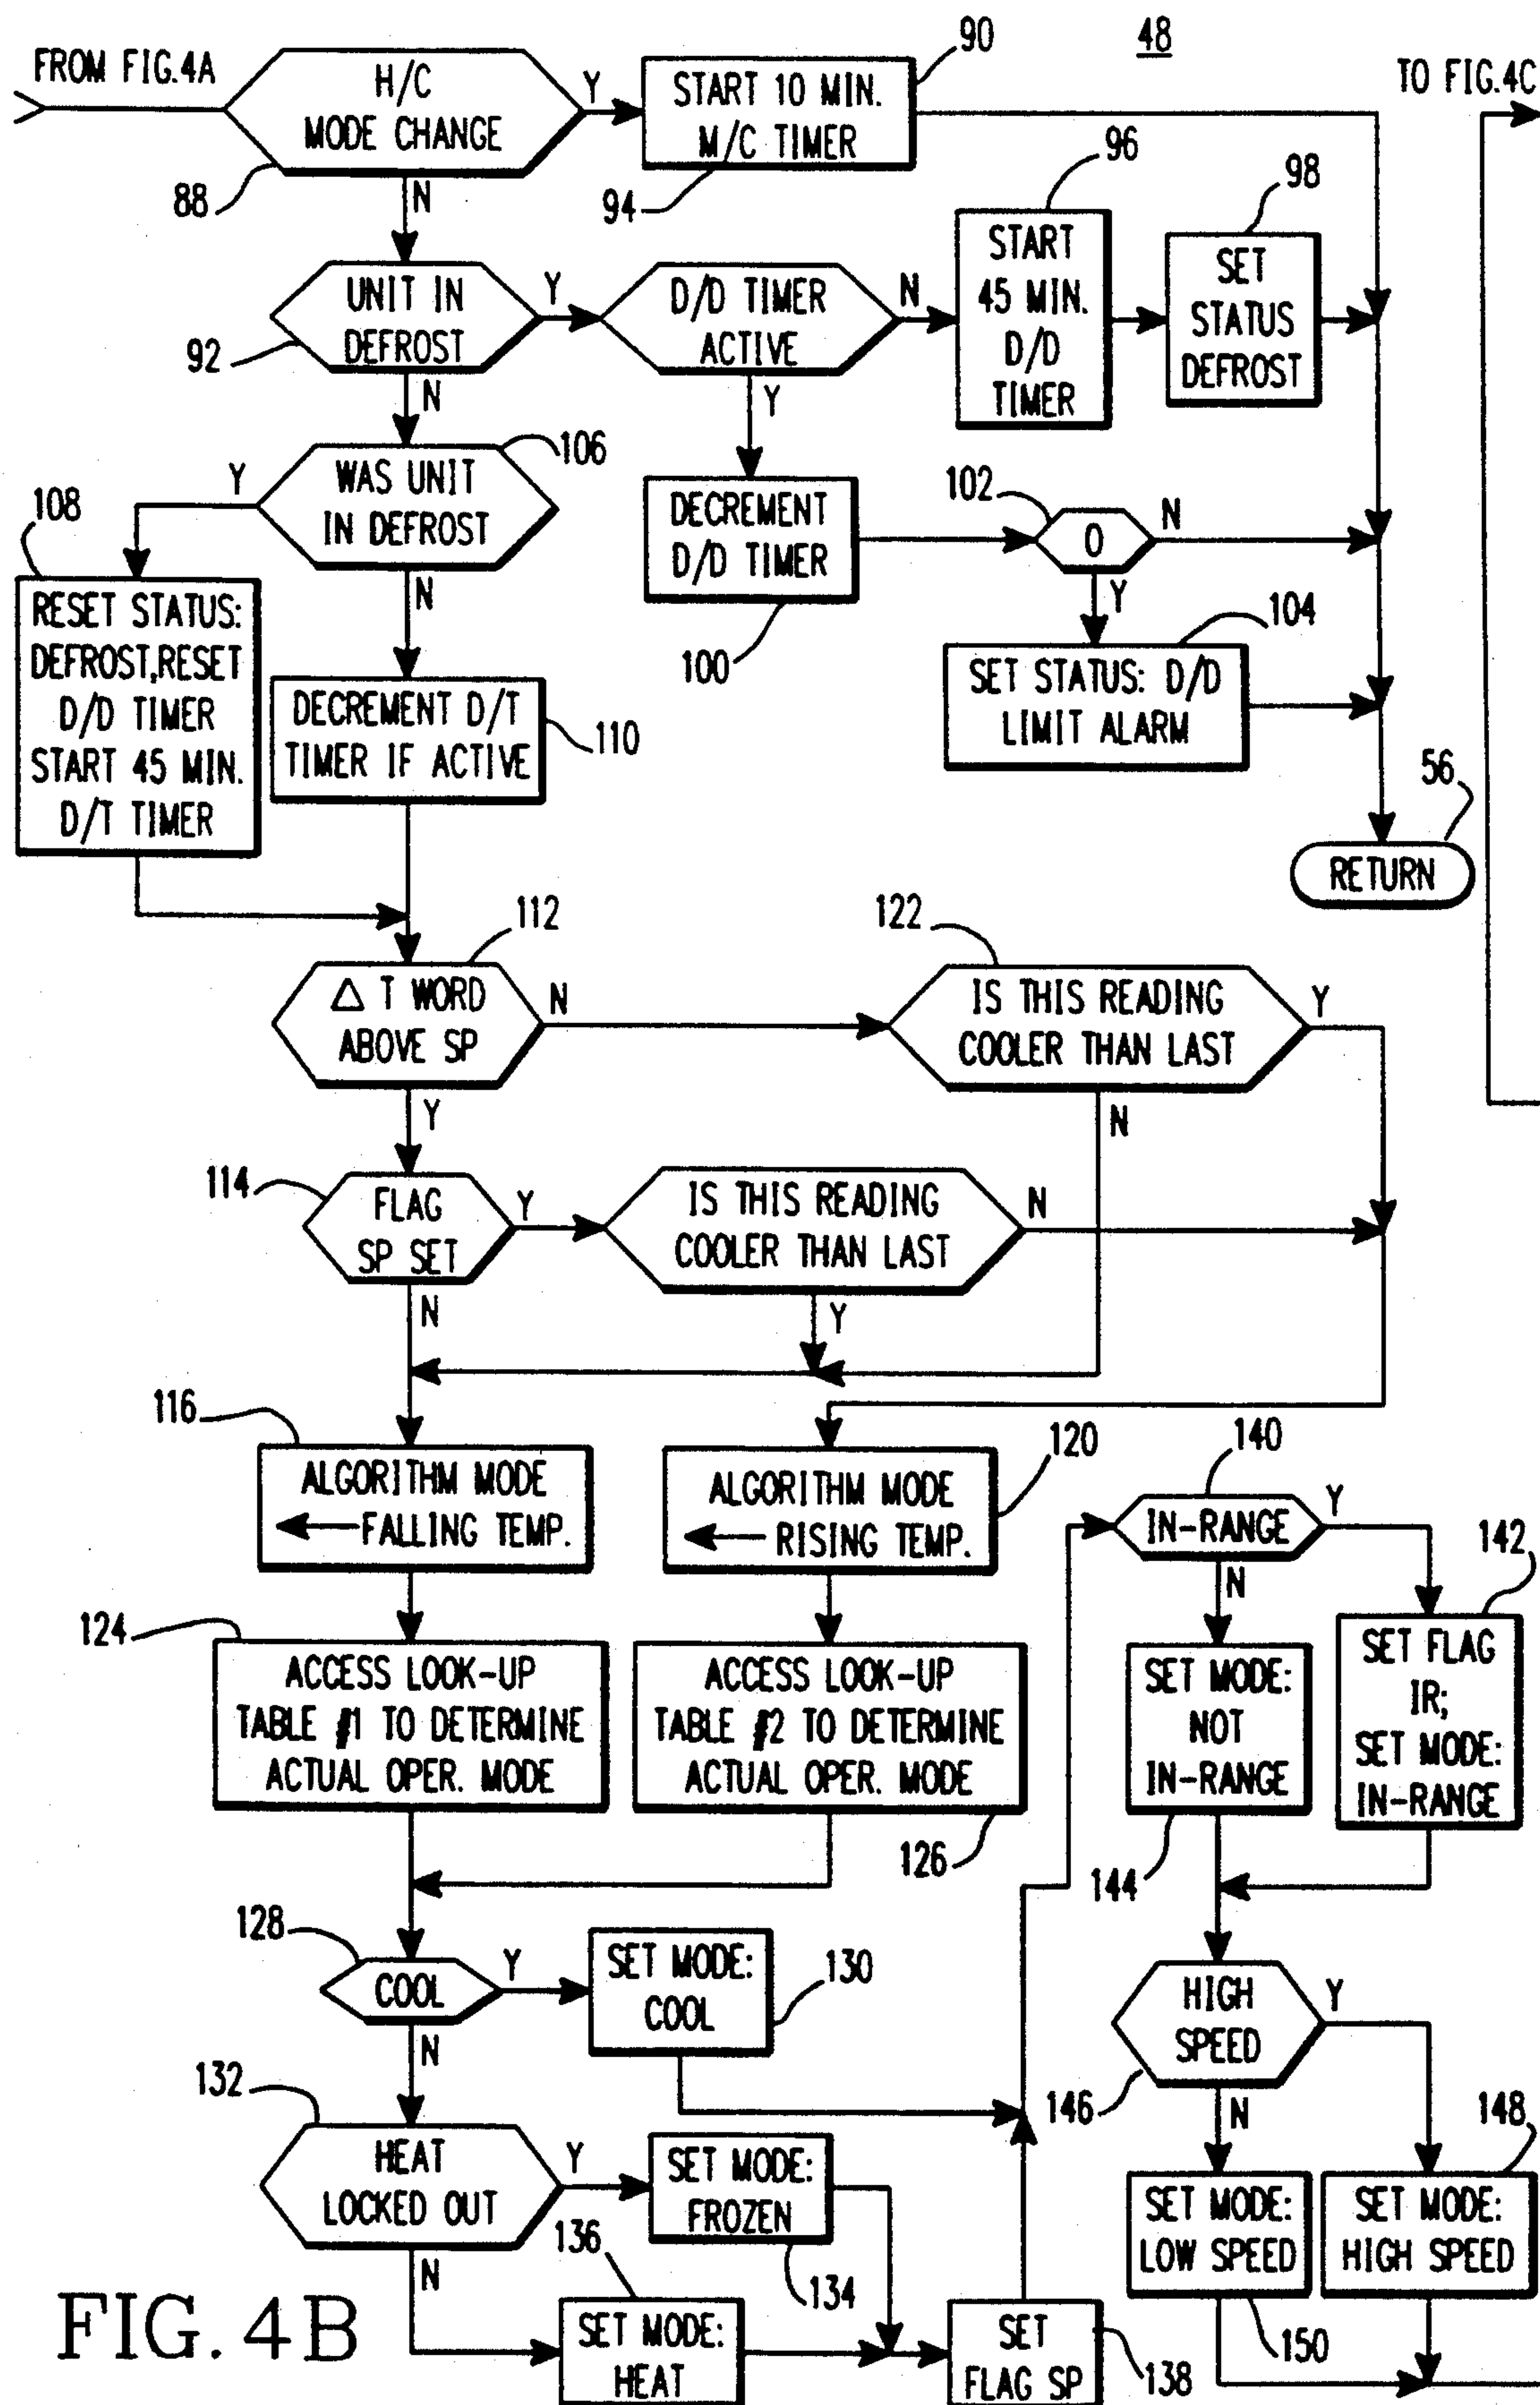 FROM FIG.4A
H/C
MODE CHANGE
Y
N
88
START 10 MIN.
M/C TIMER
90
94
48
TO FIG.4C
UNIT IN
DEFROST
Y
N
92
D/D TIMER
ACTIVE
N
Y
START
45 MIN.
D/D
TIMER
96
SET
STATUS
DEFROST
98
WAS UNIT
IN DEFROST
Y
N
106
108
RESET STATUS:
DEFROST,RESET
D/D TIMER
START 45 MIN.
D/T TIMER
DECREMENT D/T
TIMER IF ACTIVE
110
DECREMENT
D/D TIMER
100
102
0
N
Y
SET STATUS: D/D
LIMIT ALARM
104
56
RETURN
112
△ T WORD
ABOVE SP
N
Y
122
IS THIS READING
COOLER THAN LAST
Y
N
114
FLAG
SP SET
Y
N
IS THIS READING
COOLER THAN LAST
N
Y
116
ALGORITHM MODE
←FALLING TEMP.
120
ALGORITHM MODE
← RISING TEMP.
124
ACCESS LOOK-UP
TABLE #1 TO DETERMINE
ACTUAL OPER. MODE
ACCESS LOOK-UP
TABLE #2 TO DETERMINE
ACTUAL OPER. MODE
126
128
COOL
Y
N
SET MODE:
COOL
130
132
HEAT
LOCKED OUT
Y
N
SET MODE:
FROZEN
134
136
SET MODE:
HEAT
SET
FLAG SP
138
140
IN-RANGE
Y
N
142
SET FLAG
IR;
SET MODE:
IN-RANGE
SET MODE:
NOT
IN-RANGE
144
HIGH
SPEED
Y
N
146
148
SET MODE:
LOW SPEED
150
SET MODE:
HIGH SPEED
FIG. 4B